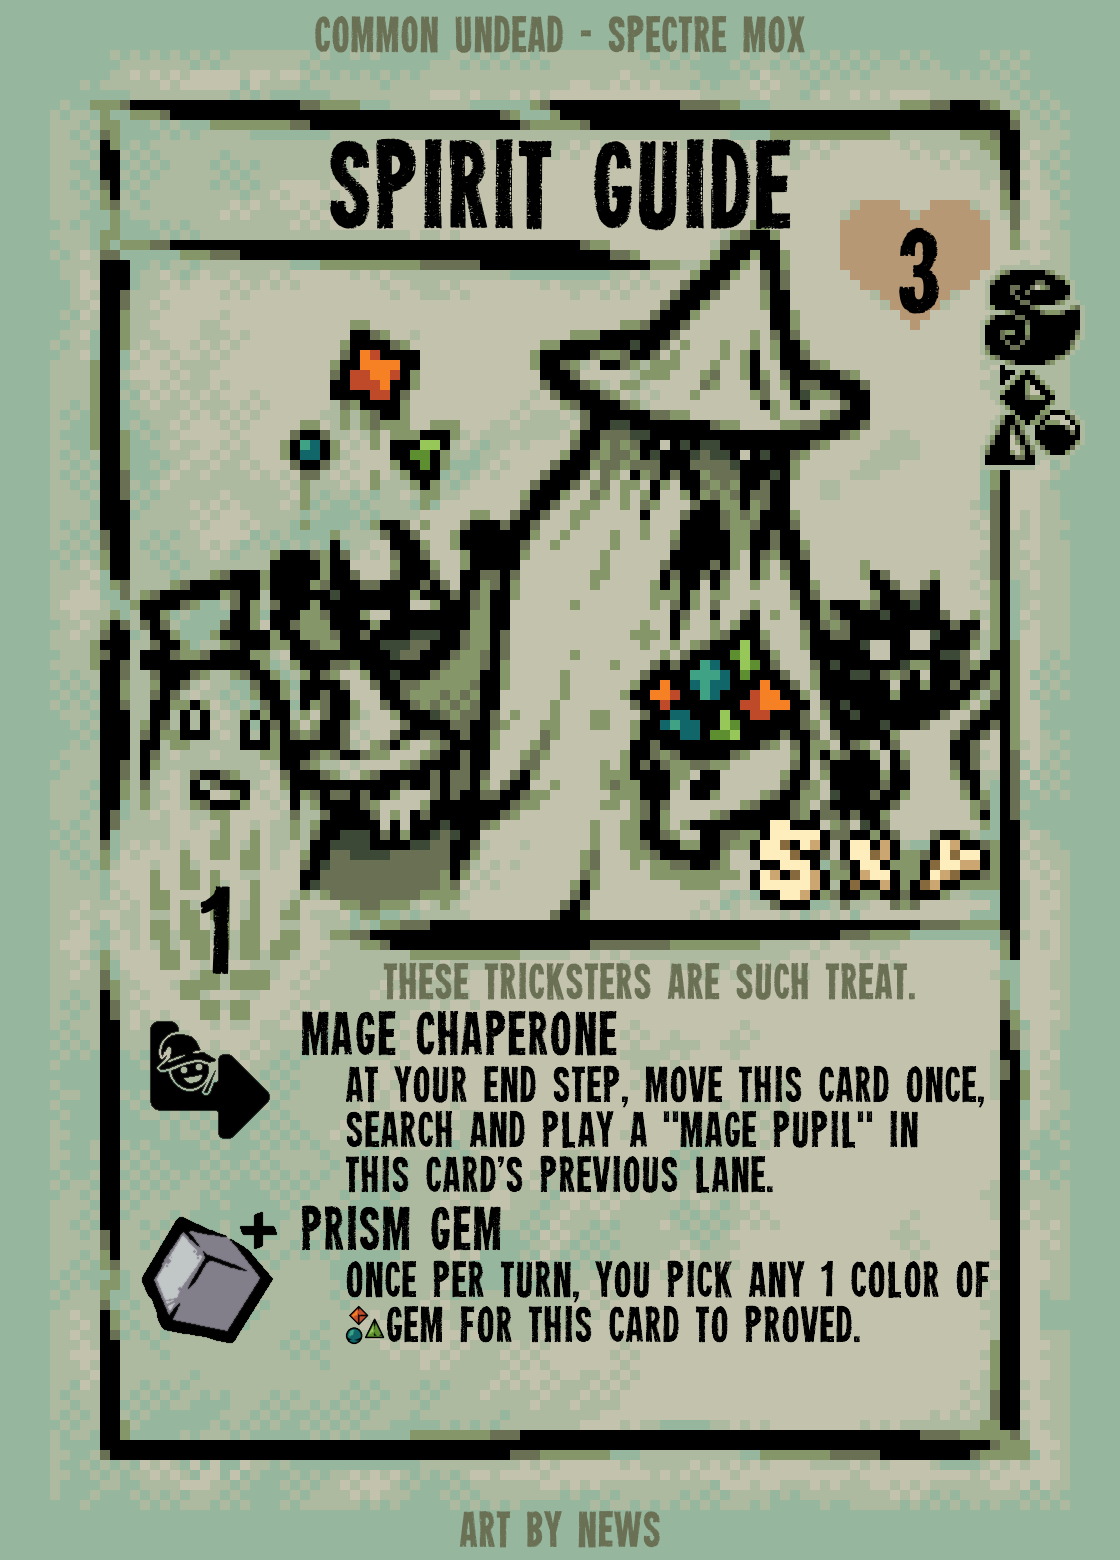 COMMON UNDEAD - SPECTRE MOX
SPIRIT GUIDE
3
5 X Y
1
THESE TRICKSTERS ARE SUCH TREAT.
MAGE CHAPERONE
AT YOUR END STEP, MOVE THIS CARD ONCE,
SEARCH AND PLAY A "MAGE PUPIL" IN
THIS CARD'S PREVIOUS LANE.
+ PRISM GEM
ONCE PER TURN, YOU PICK ANY 1 COLOR OF
GEM FOR THIS CARD TO PROVED.
ART BY NEWS